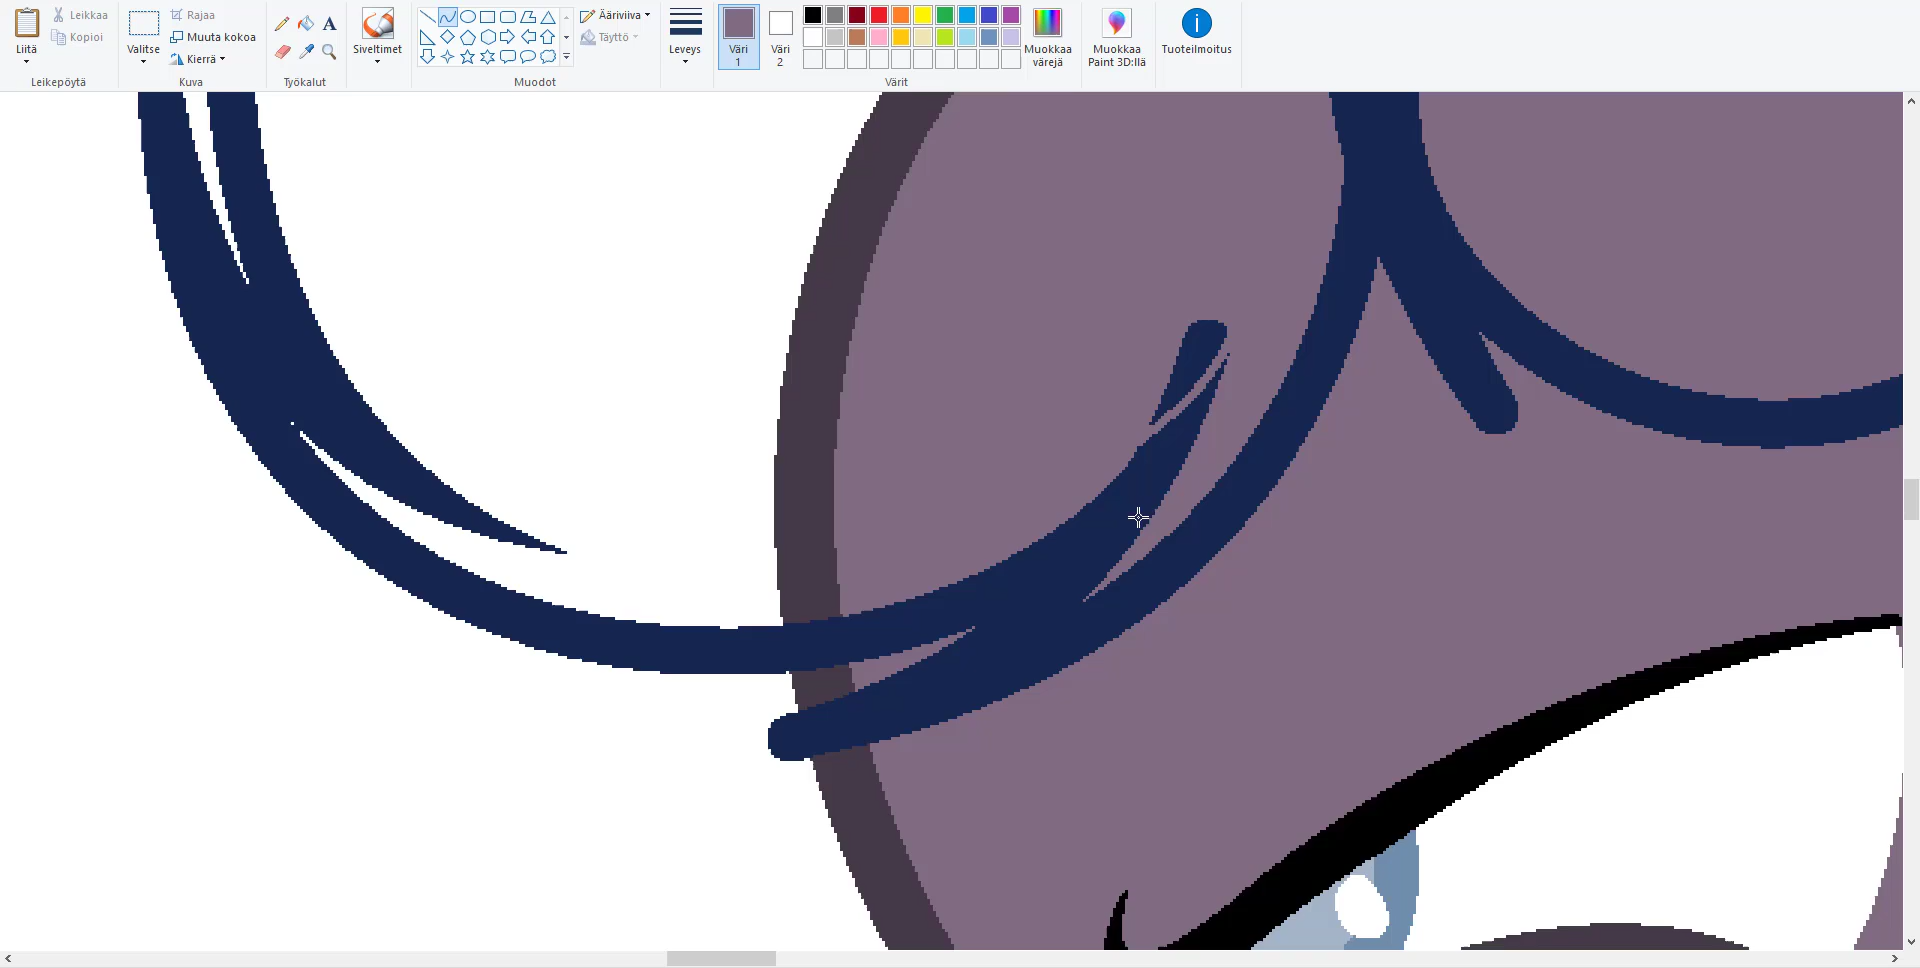 Liitä
Leikkaa
Kopioi
Leikepöytä
Valitse
Rajaa
Muuta kokoa
Kierrä
Kuva
A
Työkalut
Siveltimet
Ääriviiva
Täyttö
Muodot
Leveys
Väri
1
Väri
2
Värit
Muokkaa
värejä
Muokkaa
Paint 3D:llä
Tuoteilmoitus